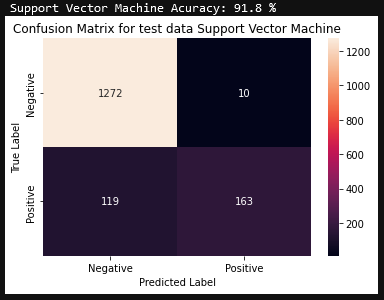 Support Vector Machine Acuracy: 91.8 %
Confusion Matrix for test data Support Vector Machine
True Label
Negative
Positive
1272
10
119
163
Negative
Positive
Predicted Label
1200
1000
800
600
400
200